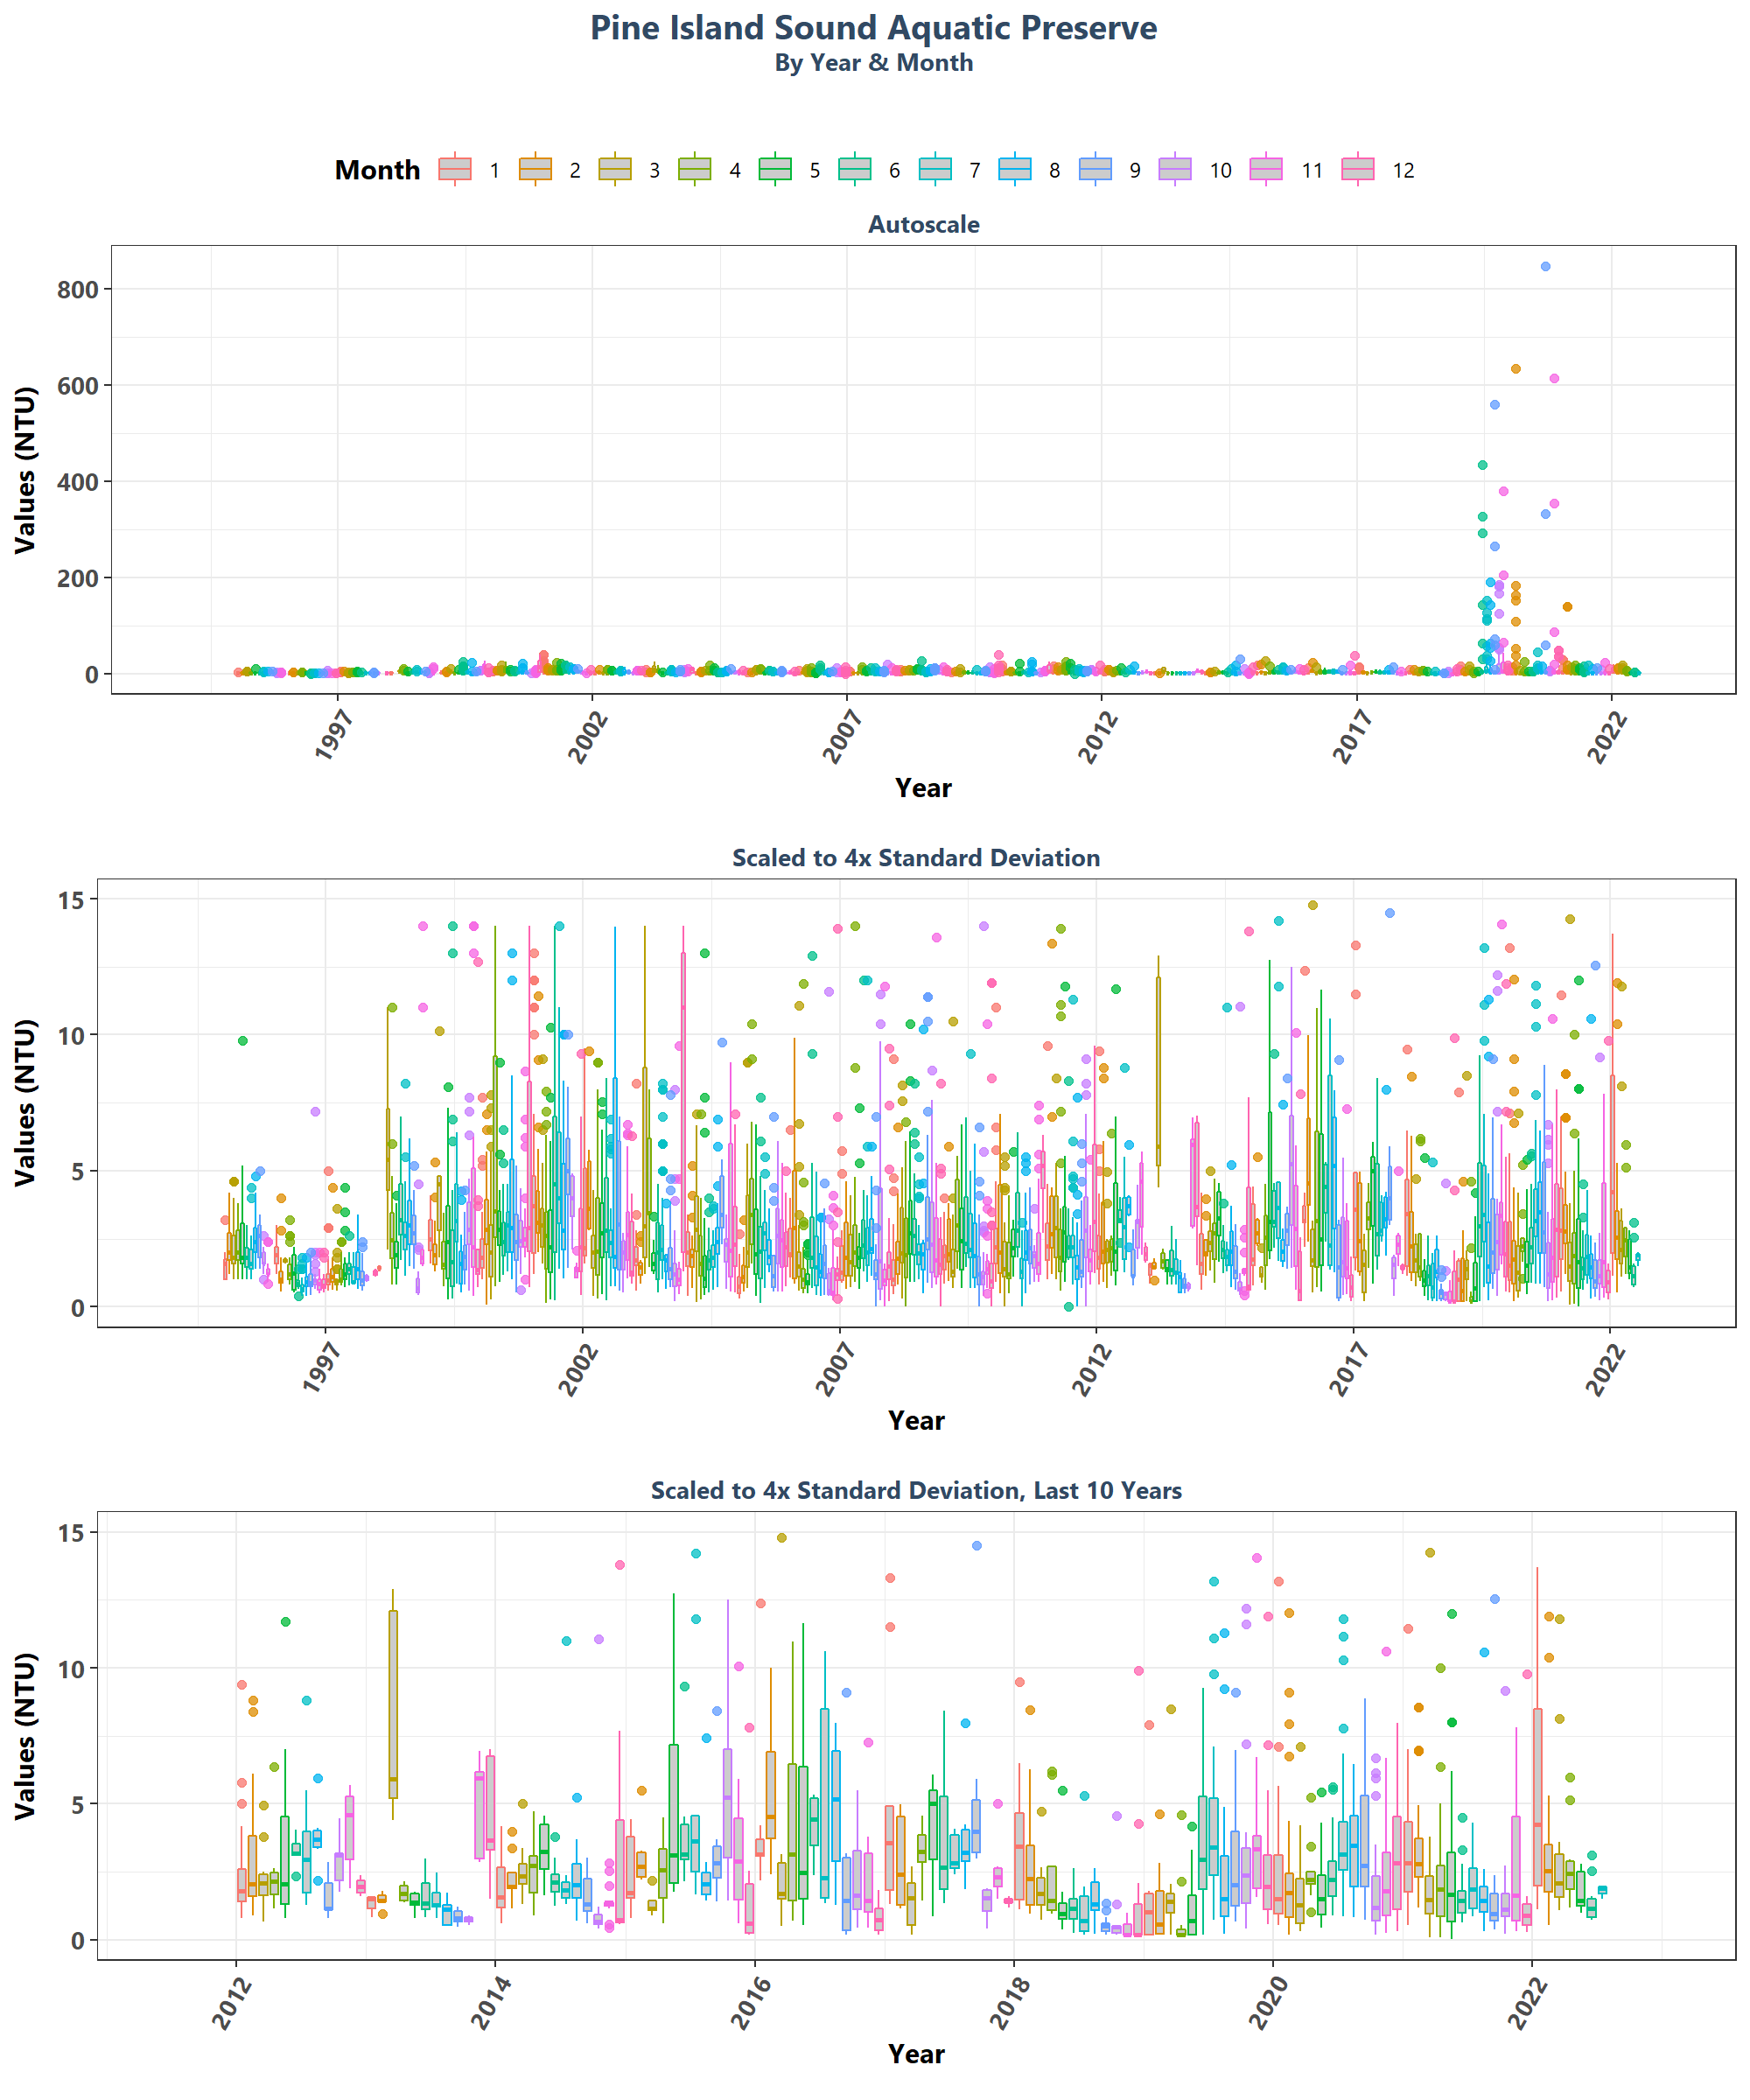 Pine Island Sound Aquatic Preserve
By Year & Month
Month 1 2 3 4 5 6 7 8 9 10 11 12
Autoscale
Values (NTU)
800
600
400
200
0
1997 2002 2007 2012 2017 2022
Year
Scaled to 4x Standard Deviation
Values (NTU)
15
10
5
0
1997 2002 2007 2012 2017 2022
Year
Scaled to 4x Standard Deviation, Last 10 Years
Values (NTU)
15
10
5
0
2012 2014 2016 2018 2020 2022
Year